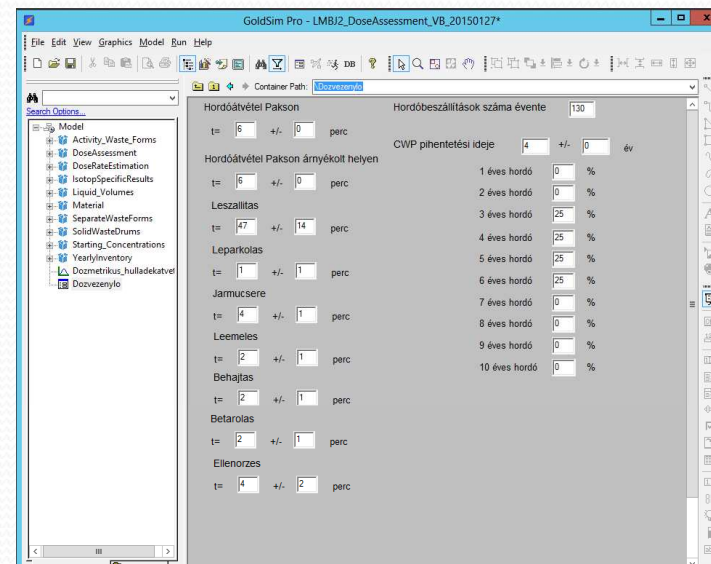 GoldSim Pro - LMBJ2_DoseAssessment_VB_20150127*
File Edit View Graphics Model Run Help
DB
Container Path: \Dozvezenylo
Search Options...
Model
Activity_Waste_Forms
DoseAssessment
DoseRateEstimation
IsotopSpecificResults
Liquid_Volumes
Material
SeparateWasteForms
SolidWasteDrums
Starting_Concentrations
YearlyInventory
Dozmetrikus_hulladekatvet
Dozvezenylo
Hordóátvétel Pakson
t= 6 +/- 0 perc
Hordóátvétel Pakson árnyékolt helyen
t= 6 +/- 0 perc
Leszallitas
t= 47 +/- 14 perc
Leparkolas
t= 1 +/- 1 perc
Jarmucsere
t= 4 +/- 1 perc
Leemeles
t= 2 +/- 1 perc
Behajtas
t= 2 +/- 1 perc
Betarolas
t= 2 +/- 1 perc
Ellenorzes
t= 4 +/- 2 perc
Hordóbeszállítások száma évente 130
CWP pihentetési ideje 4 +/- 0 év
1 éves hordó 0 %
2 éves hordó 0 %
3 éves hordó 25 %
4 éves hordó 25 %
5 éves hordó 25 %
6 éves hordó 25 %
7 éves hordó 0 %
8 éves hordó 0 %
9 éves hordó 0 %
10 éves hordó 0 %